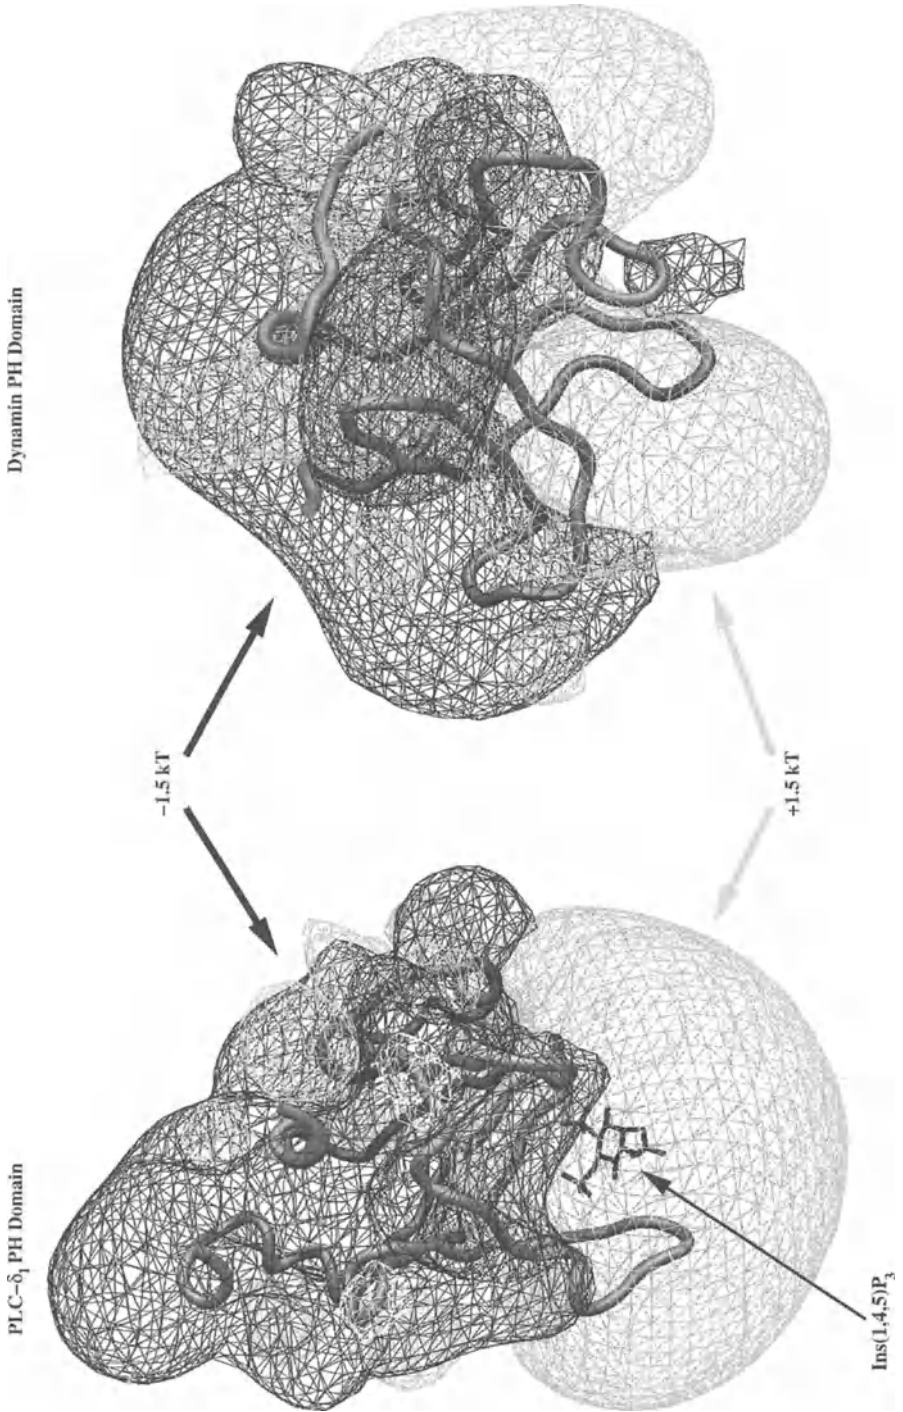 PLC–δ₁ PH Domain
Dynamin PH Domain
–1.5 kT
+1.5 kT
Ins(1,4,5)P₃